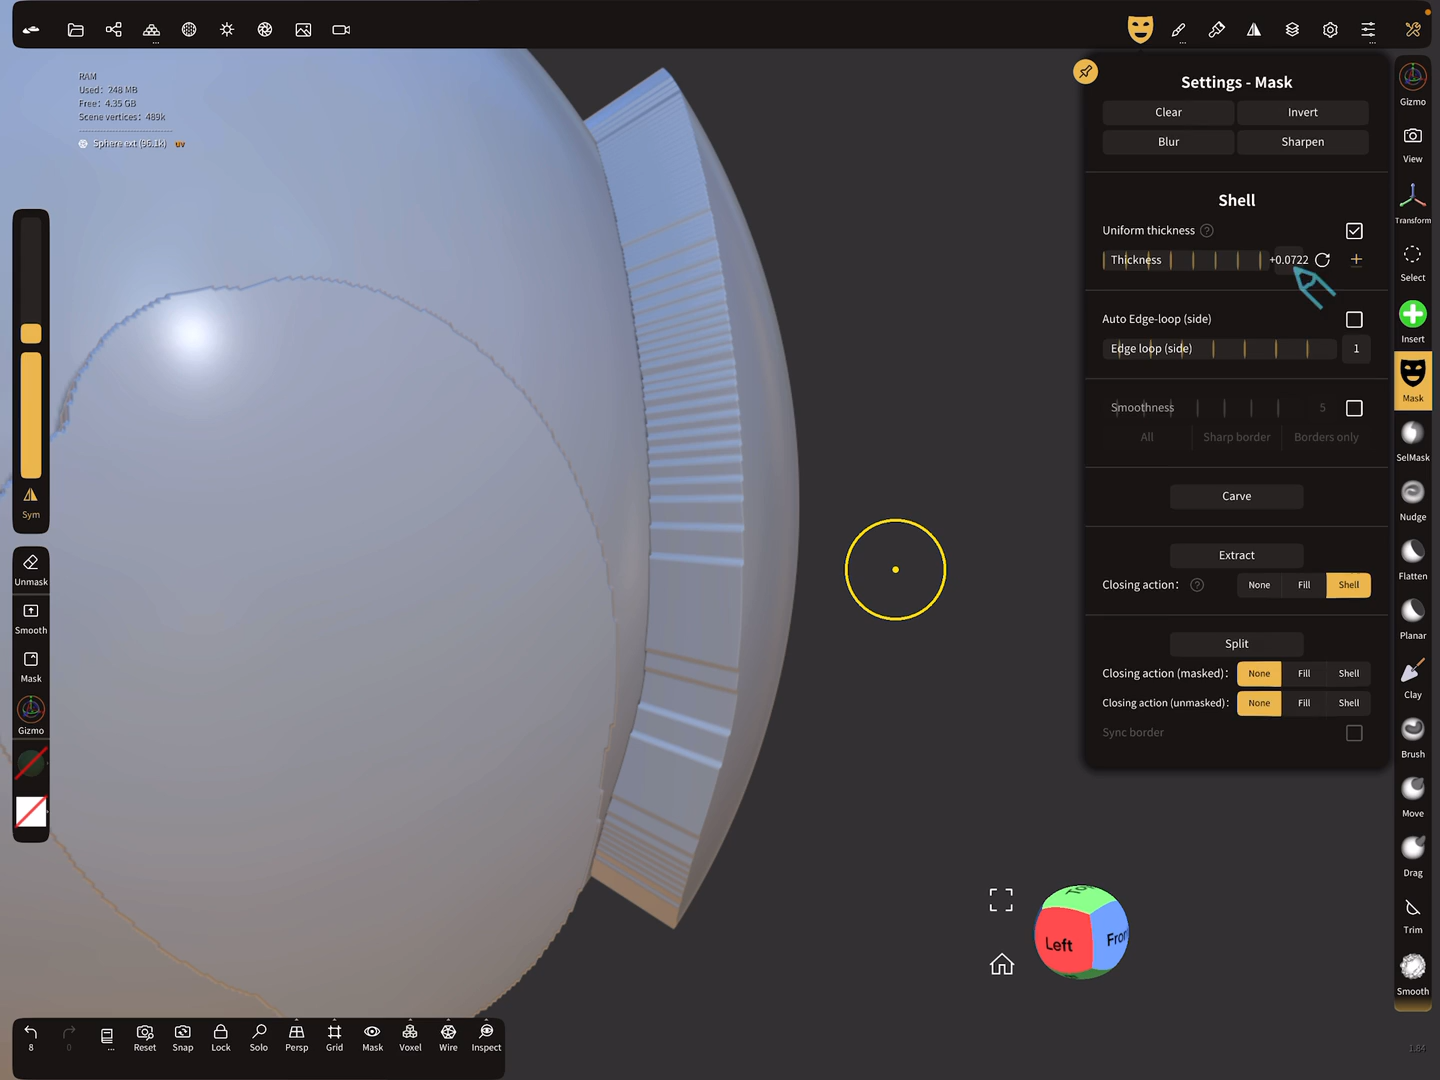 RAM
Used: 248 MB
Free: 4.35 GB
Scene vertices: 489k
Sphere ext (96.1k) uv
Sym
Unmask
Smooth
Mask
Gizmo
Settings - Mask
Clear
Invert
Blur
Sharpen
Shell
Uniform thickness ?
Thickness +0.0722 +
Auto Edge-loop (side)
Edge loop (side) 1
Smoothness 5
All
Sharp border
Borders only
Carve
Extract
Closing action: ? None Fill Shell
Split
Closing action (masked): None Fill Shell
Closing action (unmasked): None Fill Shell
Sync border
Gizmo
View
Transform
Select
Insert
Mask
SelMask
Nudge
Flatten
Planar
Clay
Brush
Move
Drag
Trim
Smooth
Left
8
0
...
Reset
Snap
Lock
Solo
Persp
Grid
Mask
Voxel
Wire
Inspect
1.84